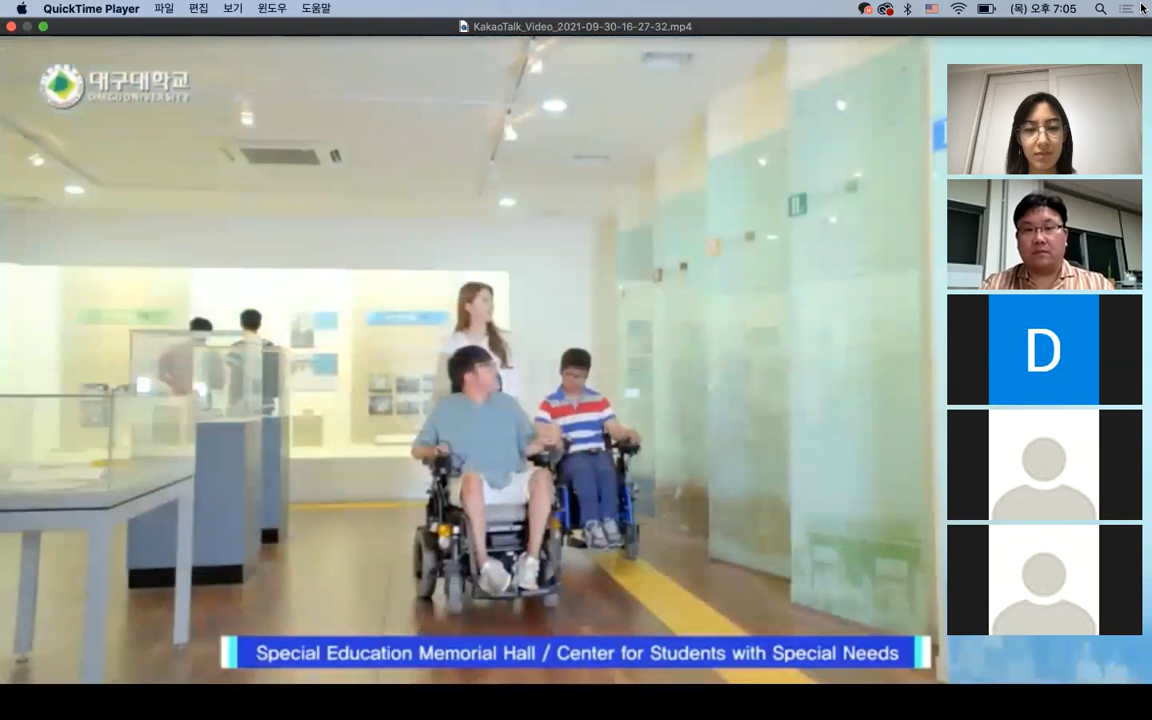 QuickTime Player 파일 편집 보기 윈도우 도움말 (목) 오후 7:05
KakaoTalk_Video_2021-09-30-16-27-32.mp4
대구대학교
DAEGU UNIVERSITY
D
Special Education Memorial Hall / Center for Students with Special Needs